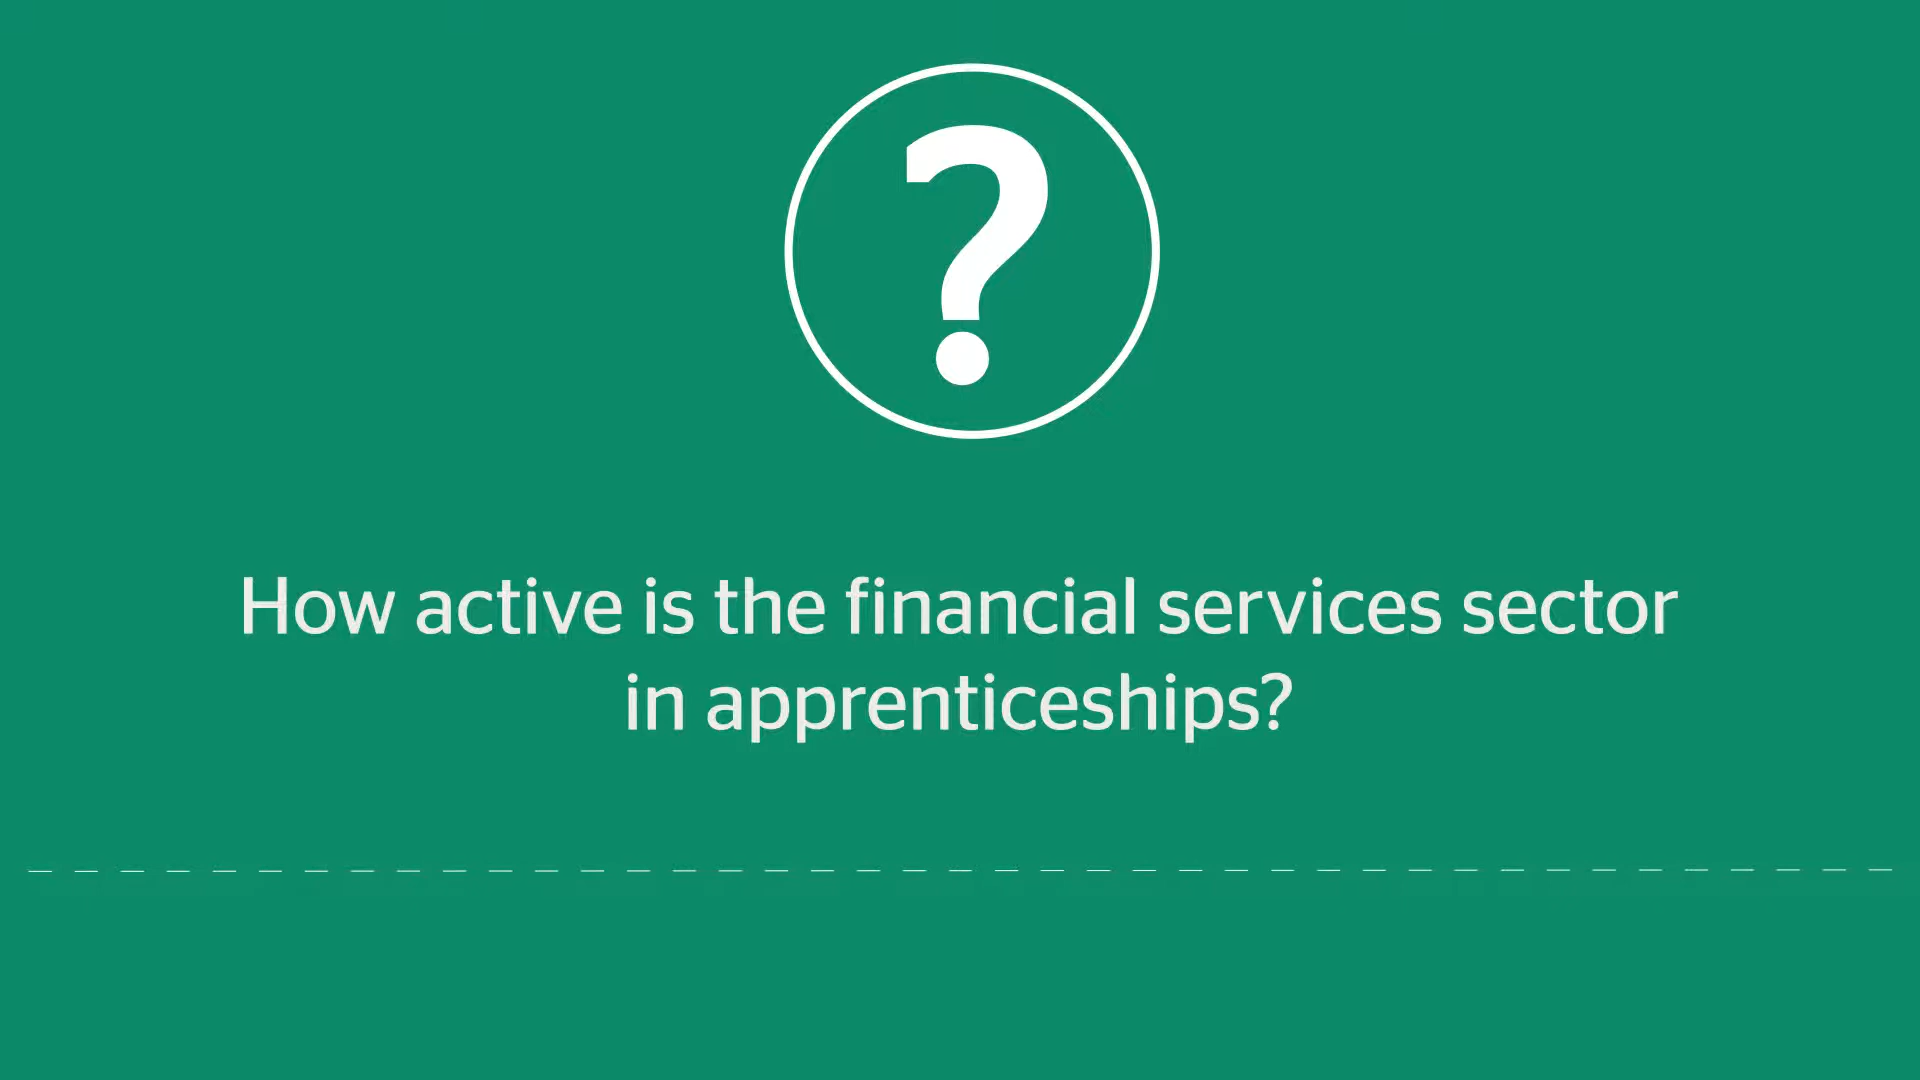 ?
How active is the financial services sector
in apprenticeships?